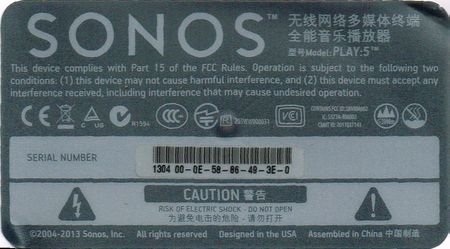 SONOS™
无线网络多媒体终端
全能音乐播放器
型号Model: PLAY:5™
This device complies with Part 15 of the FCC Rules. Operation is subject to the following two
conditions: (1) this device may not cause harmful interference, and (2) this device must accept any
interference received, including interference that may cause undesired operation.
N1594
VCI
SERIAL NUMBER
1304 00-0E-58-86-49-3E-0
CAUTION 警告
RISK OF ELECTRIC SHOCK - DO NOT OPEN
为避免电击的危险 - 请勿打开
©2004-2013 Sonos, Inc. All rights reserved. Designed in the USA Assembled in China 中国制造